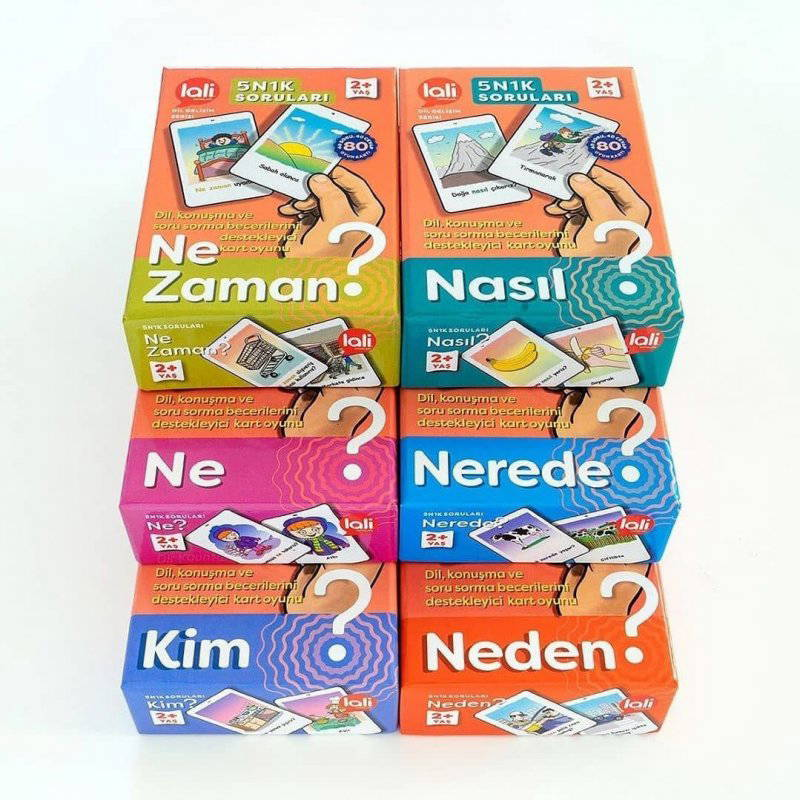 lali
5N1K
SORULARI
2+
YAŞ
DİL GELİŞİM
SERİSİ
80
Ne zaman
Sabah olunca
Dil, konuşma ve
soru sorma becerilerini
destekleyici
kart oyunu
Ne
Zaman?
5N1K SORULARI
Ne
Zaman?
2+
YAŞ
lali
lali
5N1K
SORULARI
2+
YAŞ
DİL GELİŞİM
SERİSİ
80
Dağa nasıl çıkarız?
Tırmanarak
Dil, konuşma ve
soru sorma becerilerini
destekleyici kart oyunu
Nasıl?
5N1K SORULARI
Nasıl?
2+
YAŞ
lali
Soyarak
Dil, konuşma ve
soru sorma becerilerini
destekleyici kart oyunu
Ne?
5N1K SORULARI
Ne?
2+
YAŞ
lali
Atkı
Dil, konuşma ve
soru sorma becerilerini
destekleyici kart oyunu
Nerede?
5N1K SORULARI
Nerede?
2+
YAŞ
lali
Çiftlikte
Dil, konuşma ve
soru sorma becerilerini
destekleyici kart oyunu
Kim?
5N1K SORULARI
Kim?
2+
YAŞ
lali
Aşçı
Dil, konuşma ve
soru sorma becerilerini
destekleyici kart oyunu
Neden?
5N1K SORULARI
Neden?
2+
YAŞ
lali